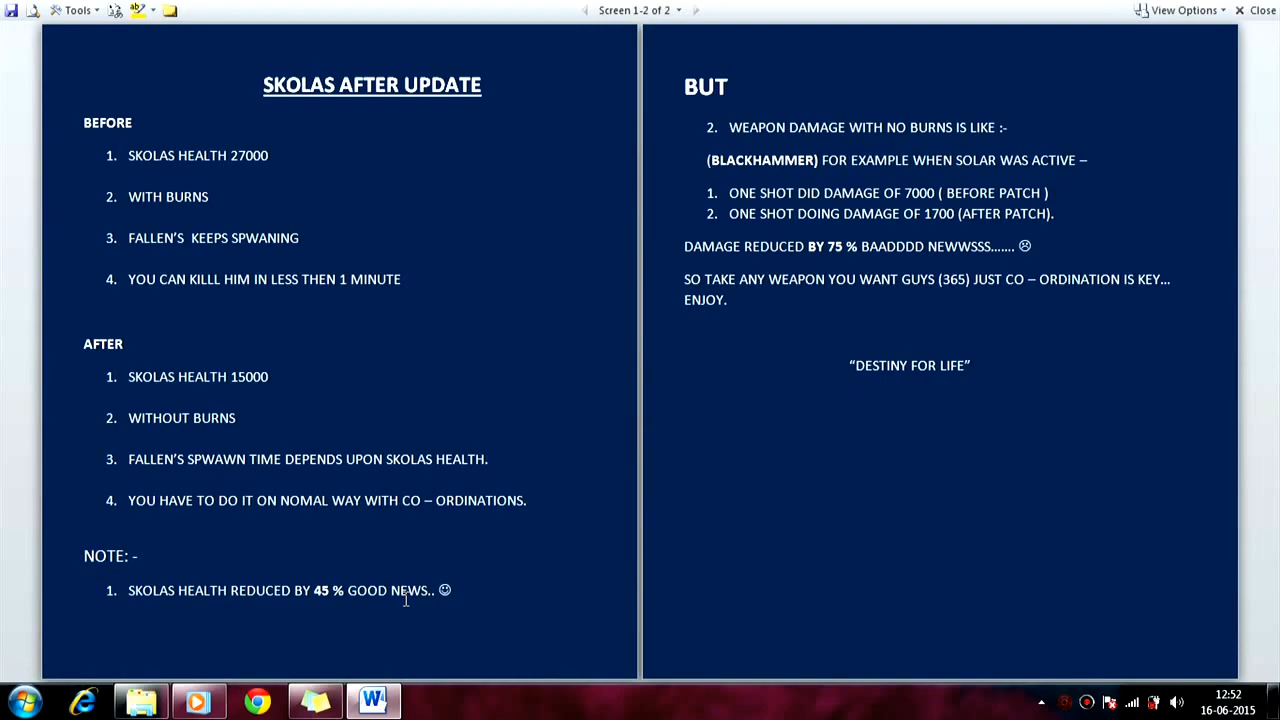 Tools
Screen 1-2 of 2
View Options
Close
SKOLAS AFTER UPDATE
BEFORE
1. SKOLAS HEALTH 27000
2. WITH BURNS
3. FALLEN'S KEEPS SPWANING
4. YOU CAN KILLL HIM IN LESS THEN 1 MINUTE
AFTER
1. SKOLAS HEALTH 15000
2. WITHOUT BURNS
3. FALLEN'S SPWAWN TIME DEPENDS UPON SKOLAS HEALTH.
4. YOU HAVE TO DO IT ON NOMAL WAY WITH CO – ORDINATIONS.
NOTE: -
1. SKOLAS HEALTH REDUCED BY 45 % GOOD NEWS.. ☺
BUT
2. WEAPON DAMAGE WITH NO BURNS IS LIKE :-
(BLACKHAMMER) FOR EXAMPLE WHEN SOLAR WAS ACTIVE –
1. ONE SHOT DID DAMAGE OF 7000 ( BEFORE PATCH )
2. ONE SHOT DOING DAMAGE OF 1700 (AFTER PATCH).
DAMAGE REDUCED BY 75 % BAADDDD NEWWSSS....... ☹
SO TAKE ANY WEAPON YOU WANT GUYS (365) JUST CO – ORDINATION IS KEY...
ENJOY.
“DESTINY FOR LIFE”
12:52
16-06-2015